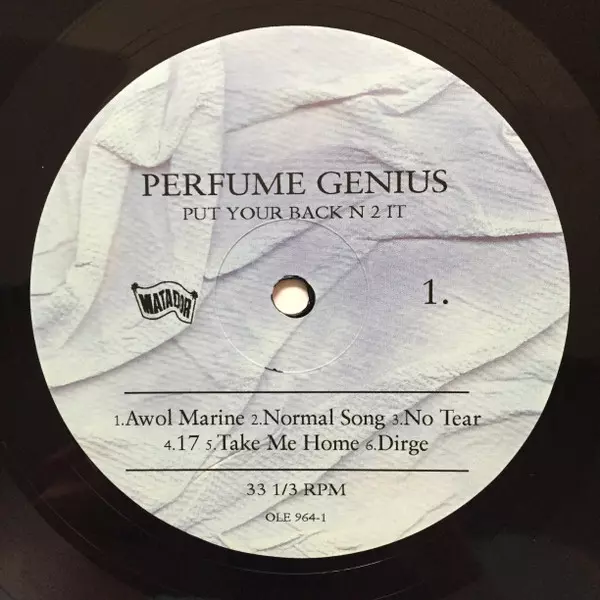 PERFUME GENIUS
PUT YOUR BACK N 2 IT
MATADOR
1.
1.Awol Marine 2.Normal Song 3.No Tear
4.17 5.Take Me Home 6.Dirge
33 1/3 RPM
OLE 964-1